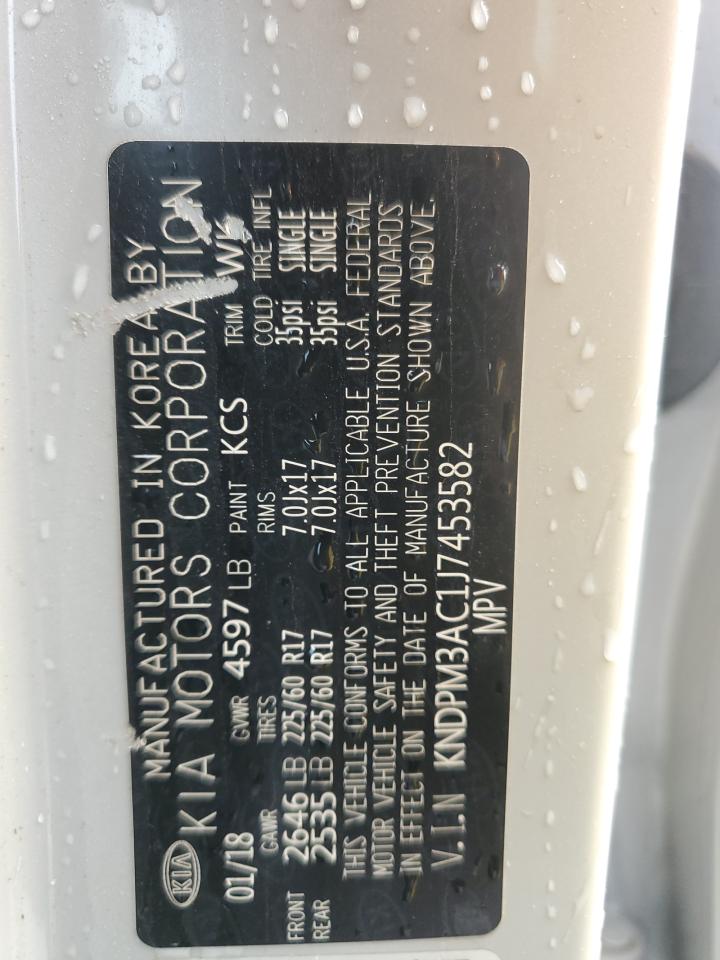 MANUFACTURED IN KOREA BY
KIA KIA MOTORS CORPORATION
01/18 GVWR 4597 LB PAINT KCS TRIM WK
GAWR TIRES RIMS COLD TIRE INFL
FRONT 2646 LB 225/60 R17 7.0Jx17 35psi SINGLE
REAR 2535 LB 225/60 R17 7.0Jx17 35psi SINGLE
THIS VEHICLE CONFORMS TO ALL APPLICABLE U.S.A. FEDERAL
MOTOR VEHICLE SAFETY AND THEFT PREVENTION STANDARDS
IN EFFECT ON THE DATE OF MANUFACTURE SHOWN ABOVE.
V.I.N KNDPM3AC1J7453582
MPV